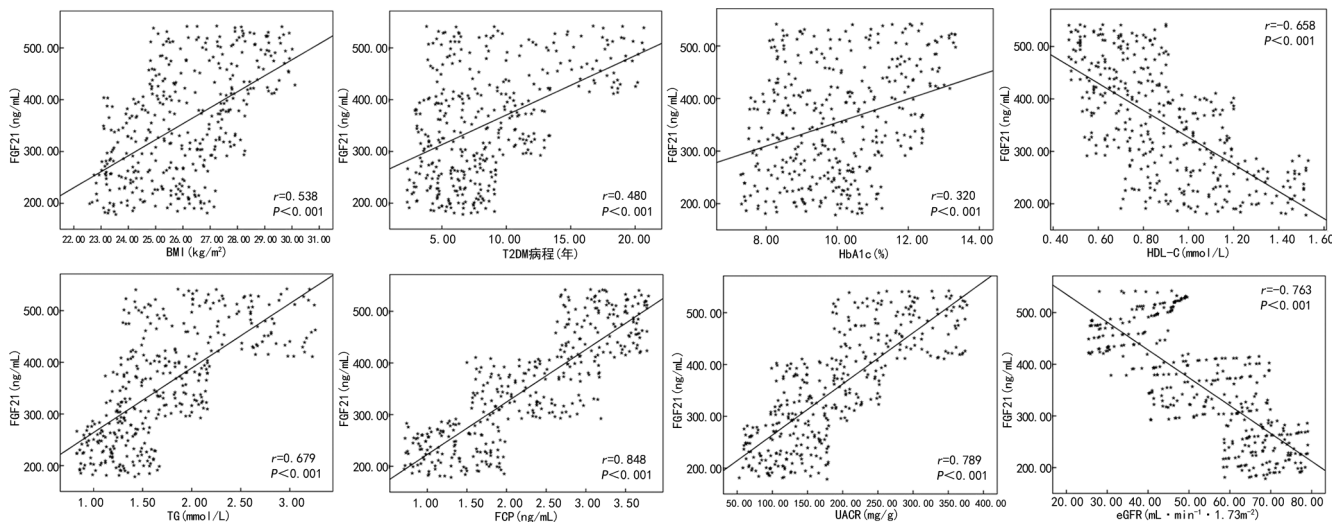 FGF21(ng/mL)
500.00
400.00
300.00
200.00
r=0.538
P＜0.001
22.00 23.00 24.00 25.00 26.00 27.00 28.00 29.00 30.00 31.00
BMI(kg/m²)
FGF21(ng/mL)
500.00
400.00
300.00
200.00
r=0.480
P＜0.001
5.00 10.00 15.00 20.00
T2DM病程(年)
FGF21(ng/mL)
500.00
400.00
300.00
200.00
r=0.320
P＜0.001
8.00 10.00 12.00 14.00
HbA1c(%)
FGF21(ng/mL)
500.00
400.00
300.00
200.00
r=−0.658
P＜0.001
0.40 0.60 0.80 1.00 1.20 1.40 1.60
HDL-C(mmol/L)
FGF21(ng/mL)
500.00
400.00
300.00
200.00
r=0.679
P＜0.001
1.00 1.50 2.00 2.50 3.00
TG(mmol/L)
FGF21(ng/mL)
500.00
400.00
300.00
200.00
r=0.848
P＜0.001
1.00 1.50 2.00 2.50 3.00 3.50
FCP(ng/mL)
FGF21(ng/mL)
500.00
400.00
300.00
200.00
r=0.789
P＜0.001
50.00 100.00 150.00 200.00 250.00 300.00 350.00 400.00
UACR(mg/g)
FGF21(ng/mL)
500.00
400.00
300.00
200.00
r=−0.763
P＜0.001
20.00 30.00 40.00 50.00 60.00 70.00 80.00
eGFR(mL·min⁻¹·1.73m⁻²)